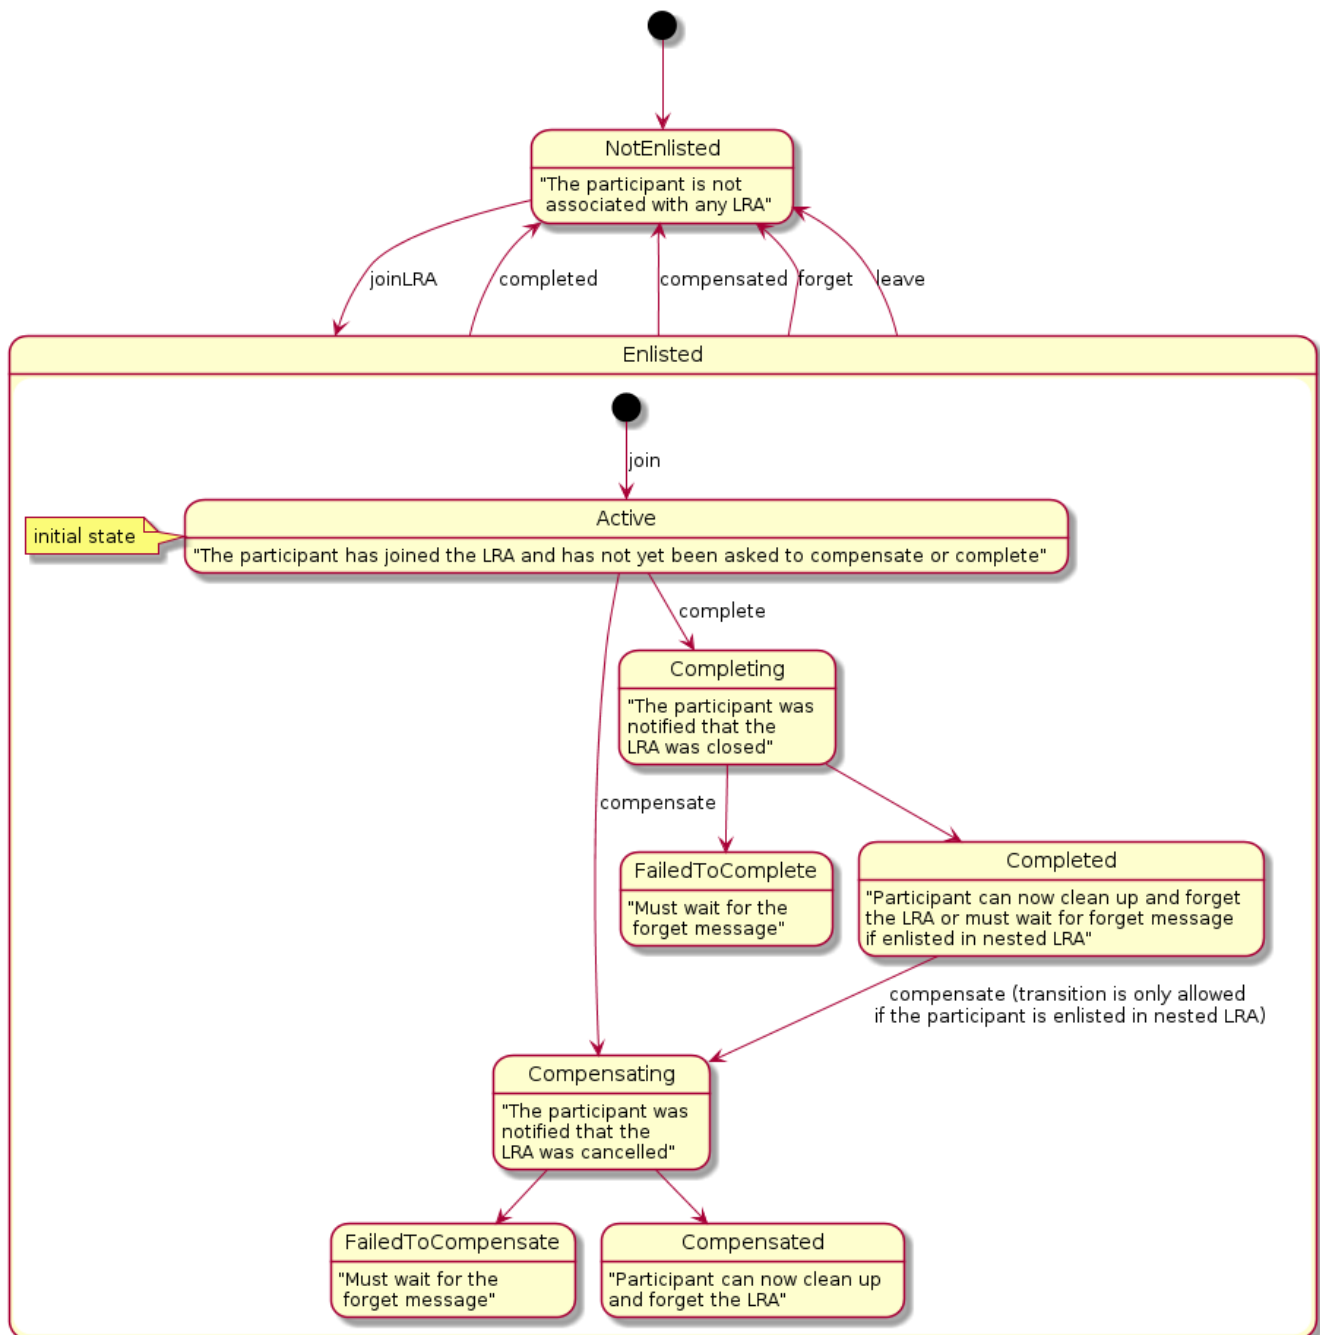 NotEnlisted
"The participant is not
associated with any LRA"
joinLRA
completed
compensated
forget
leave
Enlisted
join
initial state
Active
"The participant has joined the LRA and has not yet been asked to compensate or complete"
complete
Completing
"The participant was
notified that the
LRA was closed"
compensate
FailedToComplete
"Must wait for the
forget message"
Completed
"Participant can now clean up and forget
the LRA or must wait for forget message
if enlisted in nested LRA"
compensate (transition is only allowed
if the participant is enlisted in nested LRA)
Compensating
"The participant was
notified that the
LRA was cancelled"
FailedToCompensate
"Must wait for the
forget message"
Compensated
"Participant can now clean up
and forget the LRA"